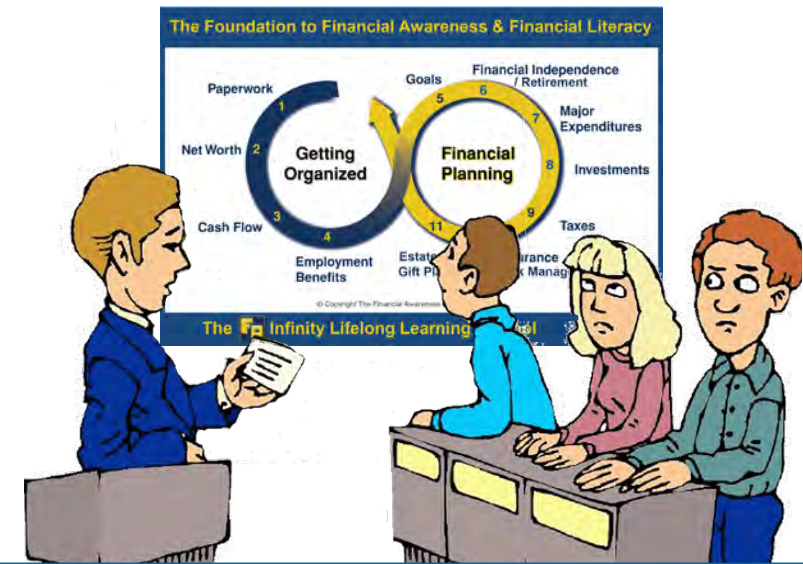 The Foundation to Financial Awareness & Financial Literacy
Paperwork
1
Net Worth
2
Cash Flow
3
4
Employment
Benefits
Getting
Organized
Goals
5
Financial Independence
/ Retirement
6
7
Major
Expenditures
8
Investments
9
Taxes
11
Financial
Planning
Estate
Gift
© Copyright The Financial Awareness
The Infinity Lifelong Learning